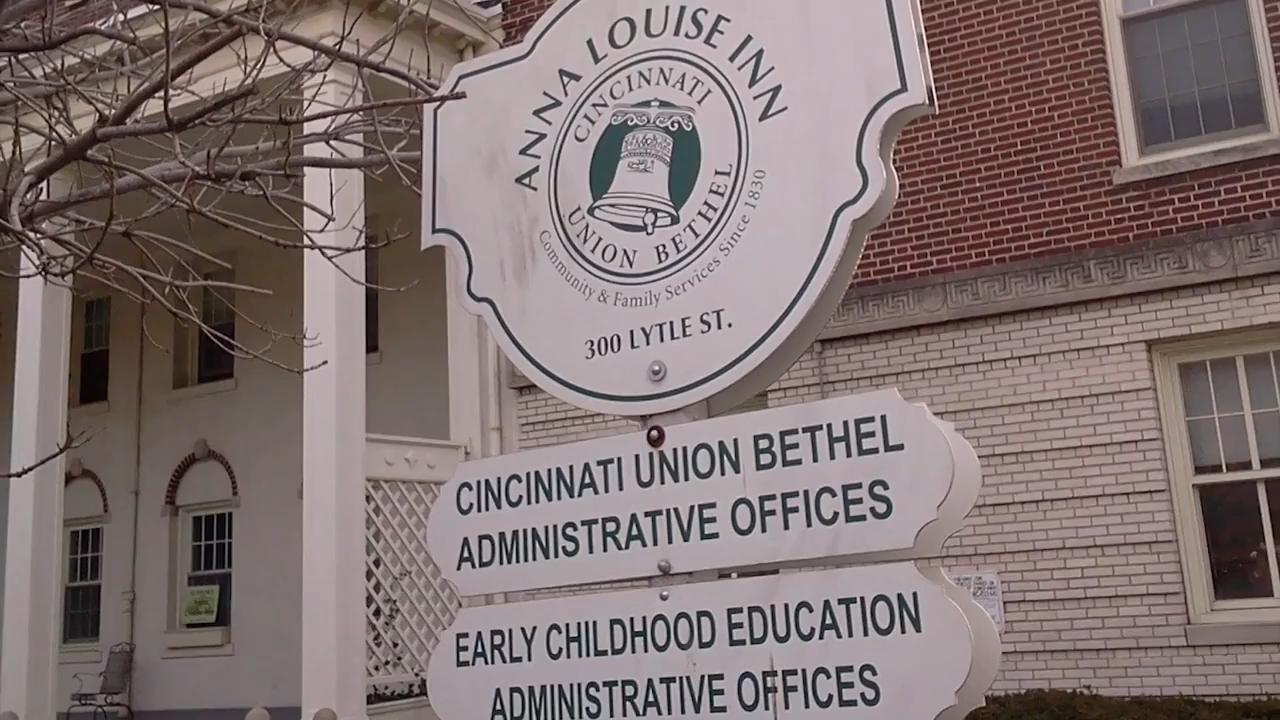 ANNA LOUISE INN
CINCINNATI
UNION BETHEL
Community & Family Services Since 1830
300 LYTLE ST.
CINCINNATI UNION BETHEL
ADMINISTRATIVE OFFICES
EARLY CHILDHOOD EDUCATION
ADMINISTRATIVE OFFICES